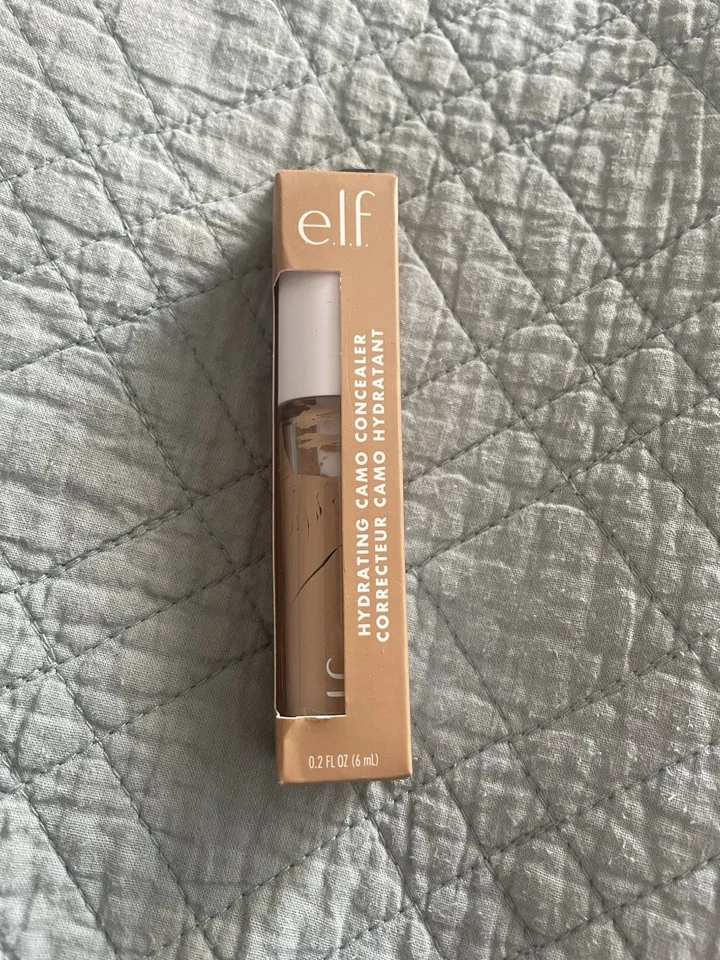 e.l.f.
HYDRATING CAMO CONCEALER
CORRECTEUR CAMO HYDRATANT
0.2 FL OZ (6 mL)